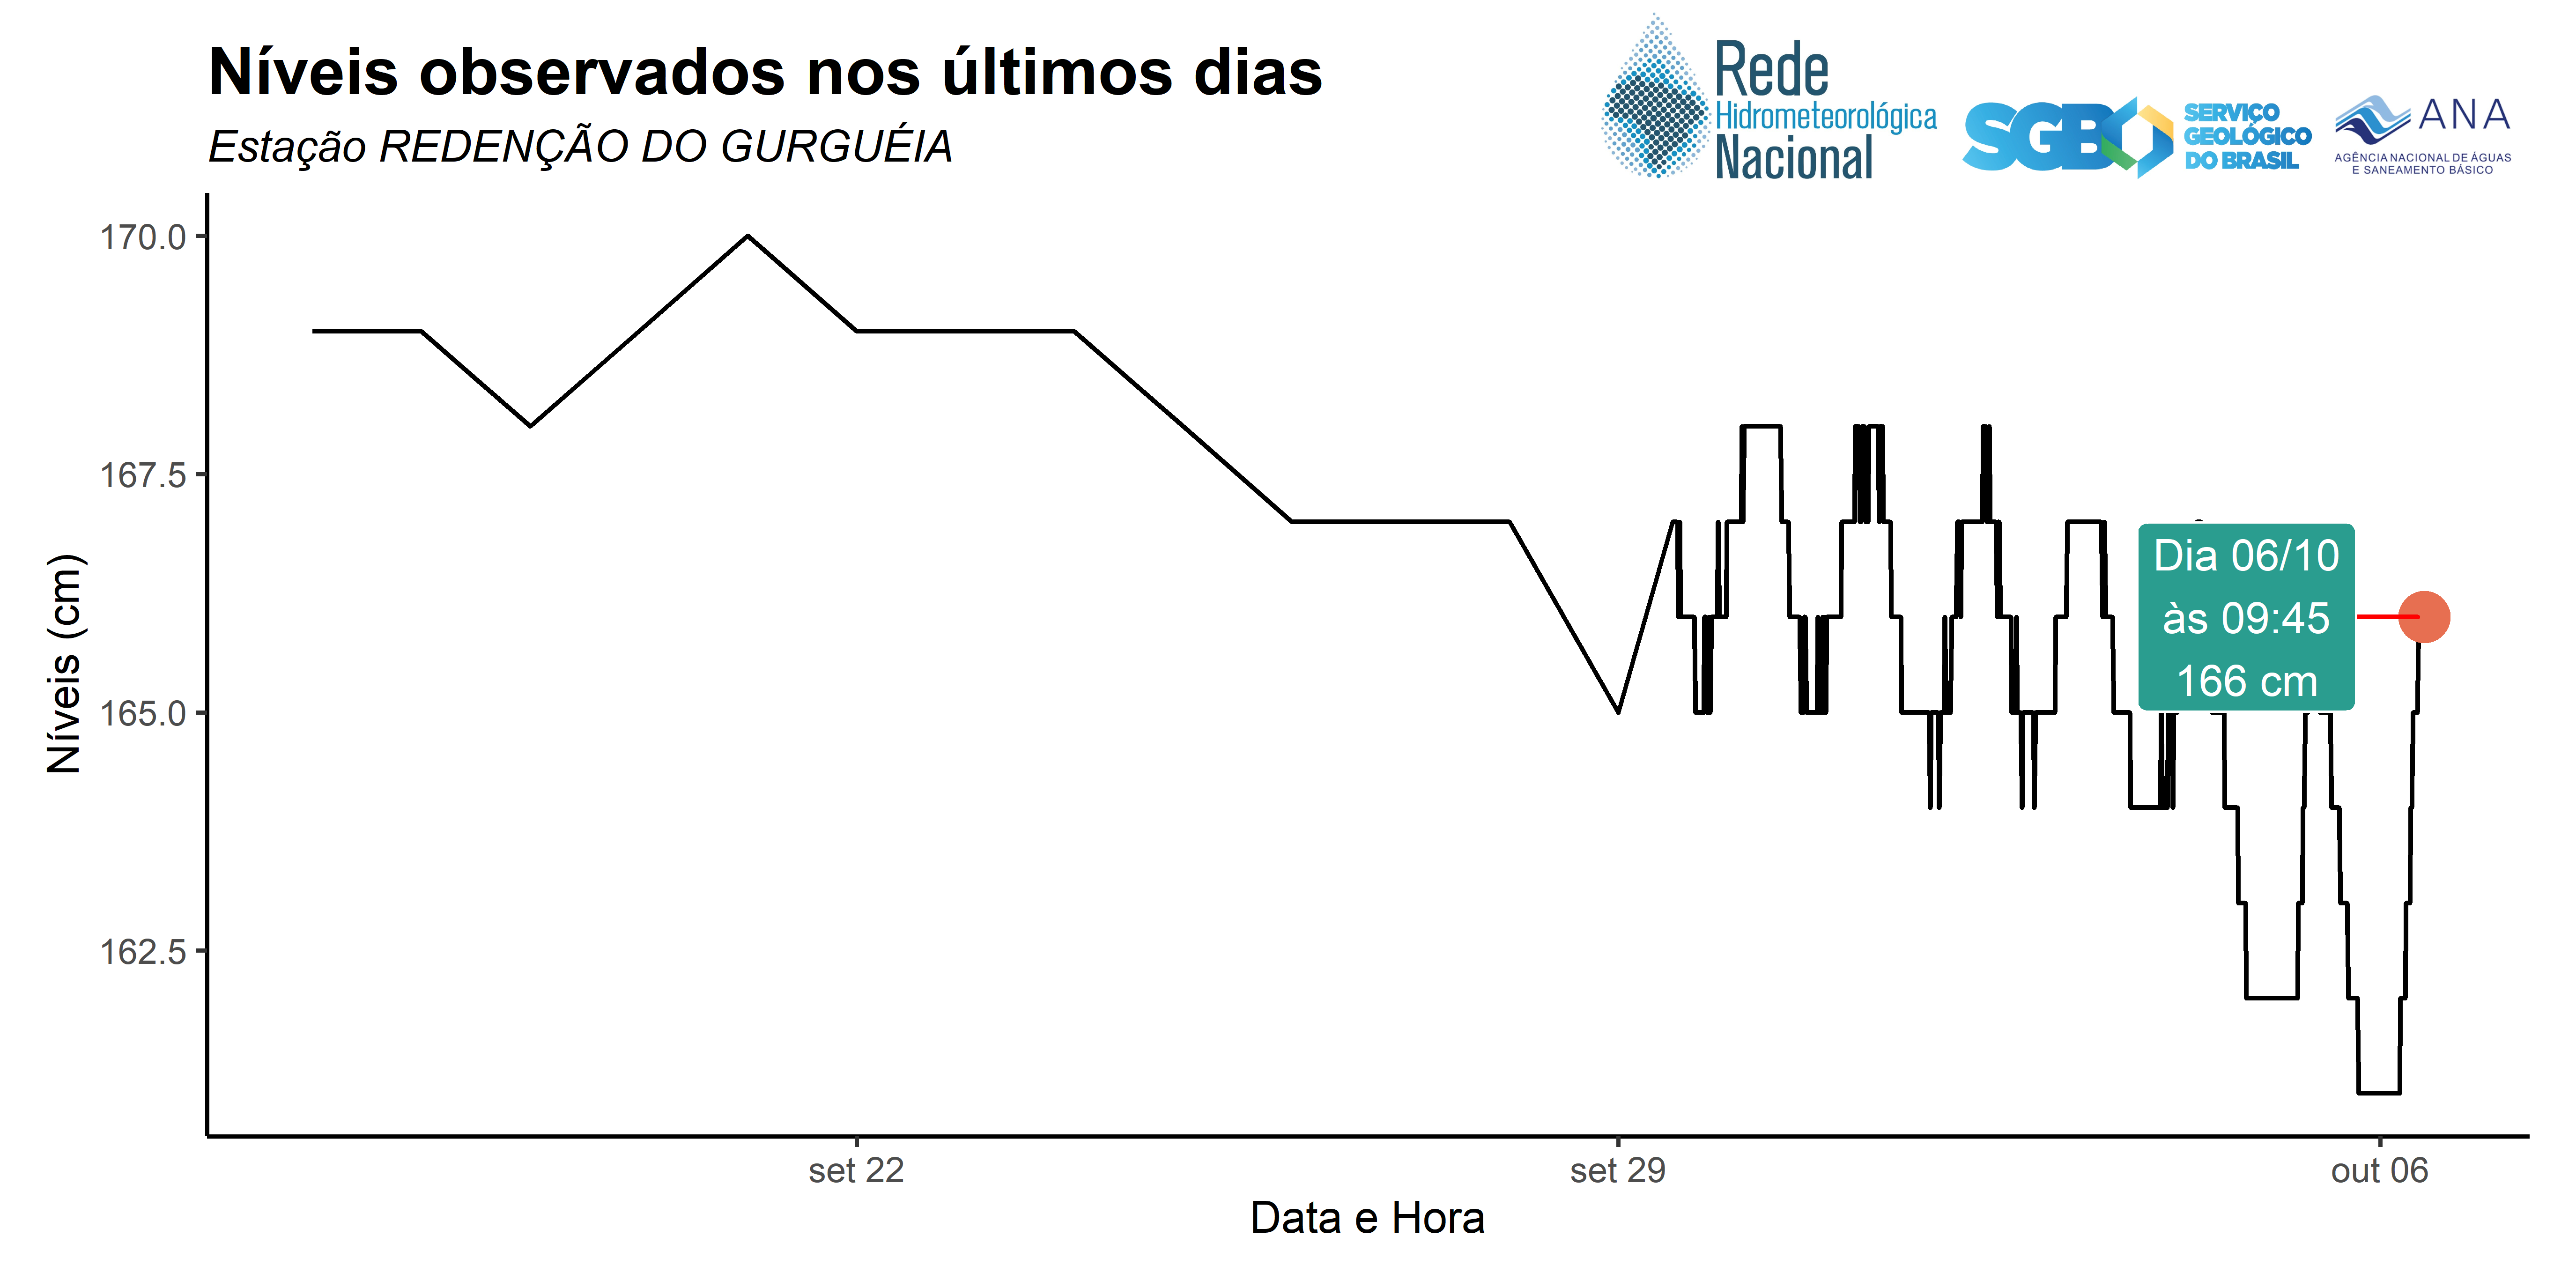 Níveis observados nos últimos dias
Estação REDENÇÃO DO GURGUÉIA
Rede
Hidrometeorológica
Nacional
SGB
SERVIÇO
GEOLÓGICO
DO BRASIL
ANA
AGÊNCIA NACIONAL DE ÁGUAS
E SANEAMENTO BÁSICO
170.0
167.5
165.0
162.5
Níveis (cm)
Dia 06/10
às 09:45
166 cm
set 22
set 29
out 06
Data e Hora